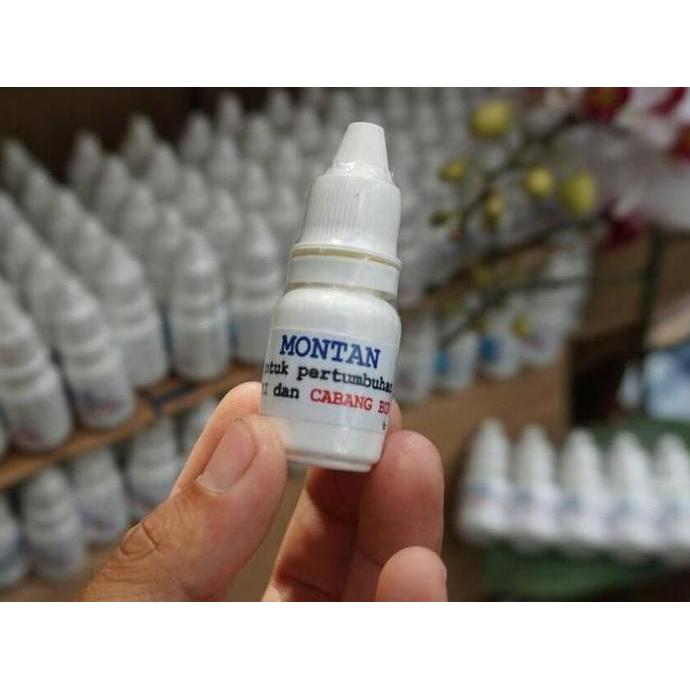 MONTAN
ntuk pertumbuhan
I dan CABANG BU